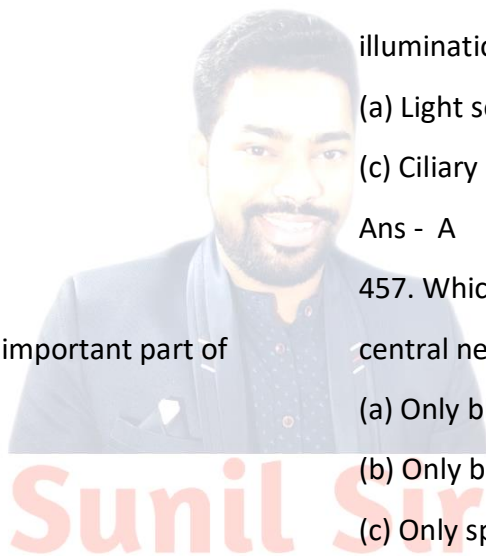 illuminatio
(a) Light s
(c) Ciliary
Ans - A
457. Whic
important part of
central ne
(a) Only b
(b) Only b
(c) Only sp
Sunil Sir